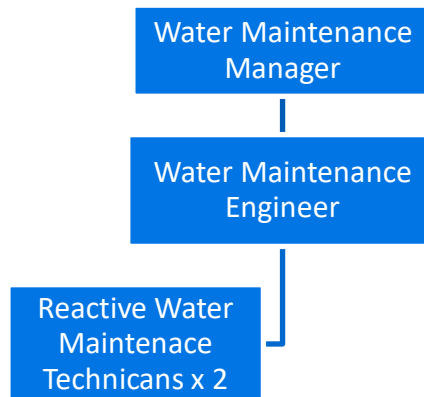 Water Maintenance
Manager
Water Maintenance
Engineer
Reactive Water
Maintenace
Technicans x 2